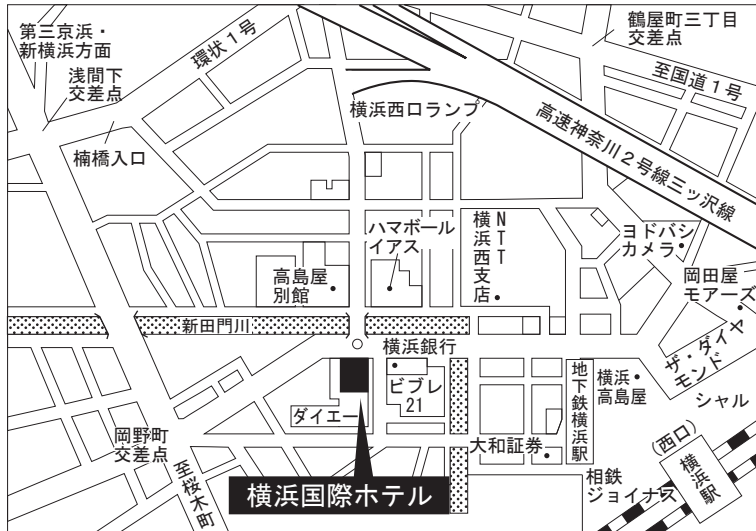 第三京浜・
新横浜方面
浅間下
交差点
環状1号
鶴屋町三丁目
交差点
至国道1号
横浜西口ランプ
高速神奈川2号線三ッ沢線
楠橋入口
ハマボール
イアス
高島屋
別館
NTT
横浜西支店
ヨドバシ
カメラ
岡田屋
モアーズ
新田門川
横浜銀行
ビブレ
21
ダイエー
地下鉄横浜駅
横浜
高島屋
ザ・ダイヤ
モンド
シャル
岡野町
交差点
至桜木町
大和証券
(西口)
横浜駅
相鉄
ジョイナス
横浜国際ホテル